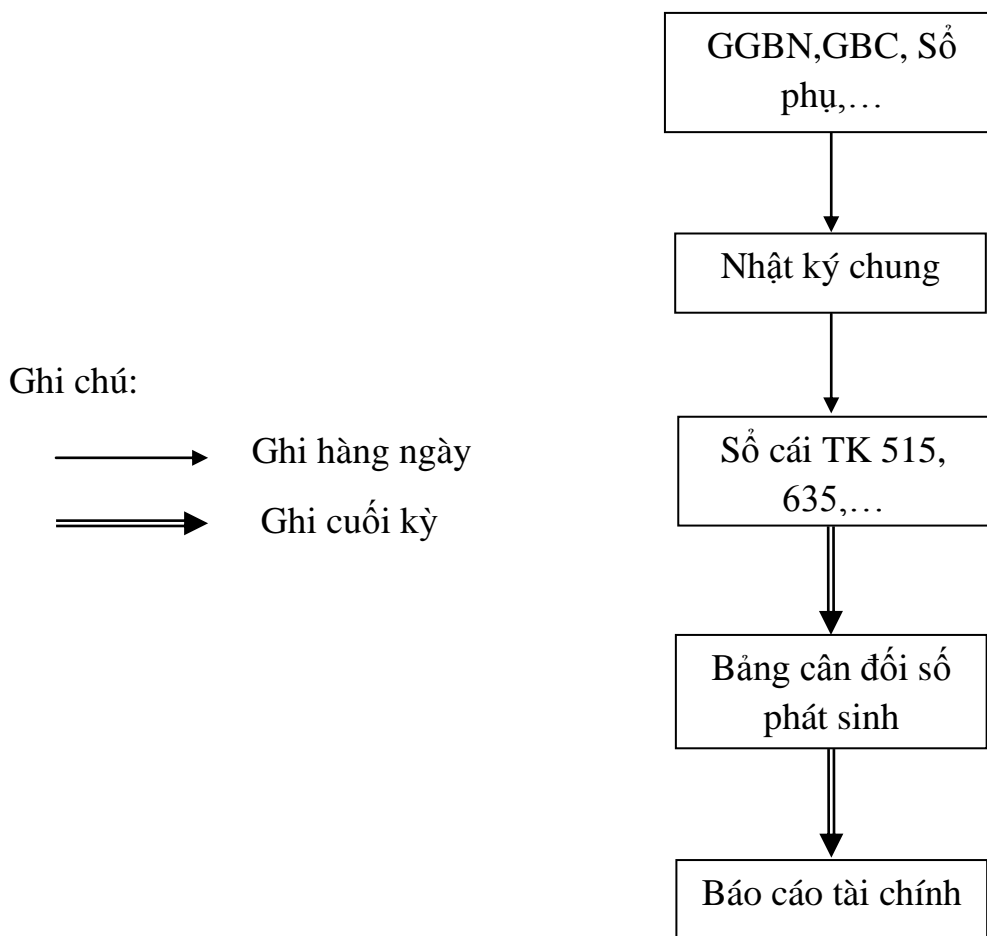 GGBN,GBC, Sổ
phụ,…
Nhật ký chung
Ghi chú:
Ghi hàng ngày
Ghi cuối kỳ
Sổ cái TK 515,
635,…
Bảng cân đối số
phát sinh
Báo cáo tài chính